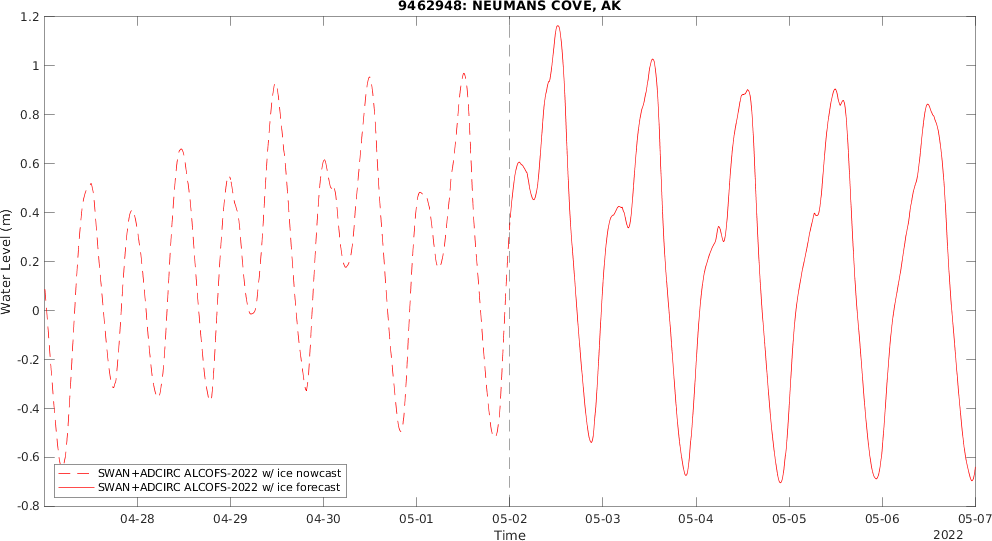 9462948: NEUMANS COVE, AK
Water Level (m)
1.2
1
0.8
0.6
0.4
0.2
0
-0.2
-0.4
-0.6
-0.8
SWAN+ADCIRC ALCOFS-2022 w/ ice nowcast
SWAN+ADCIRC ALCOFS-2022 w/ ice forecast
04-28 04-29 04-30 05-01 05-02 05-03 05-04 05-05 05-06 05-07
Time
2022